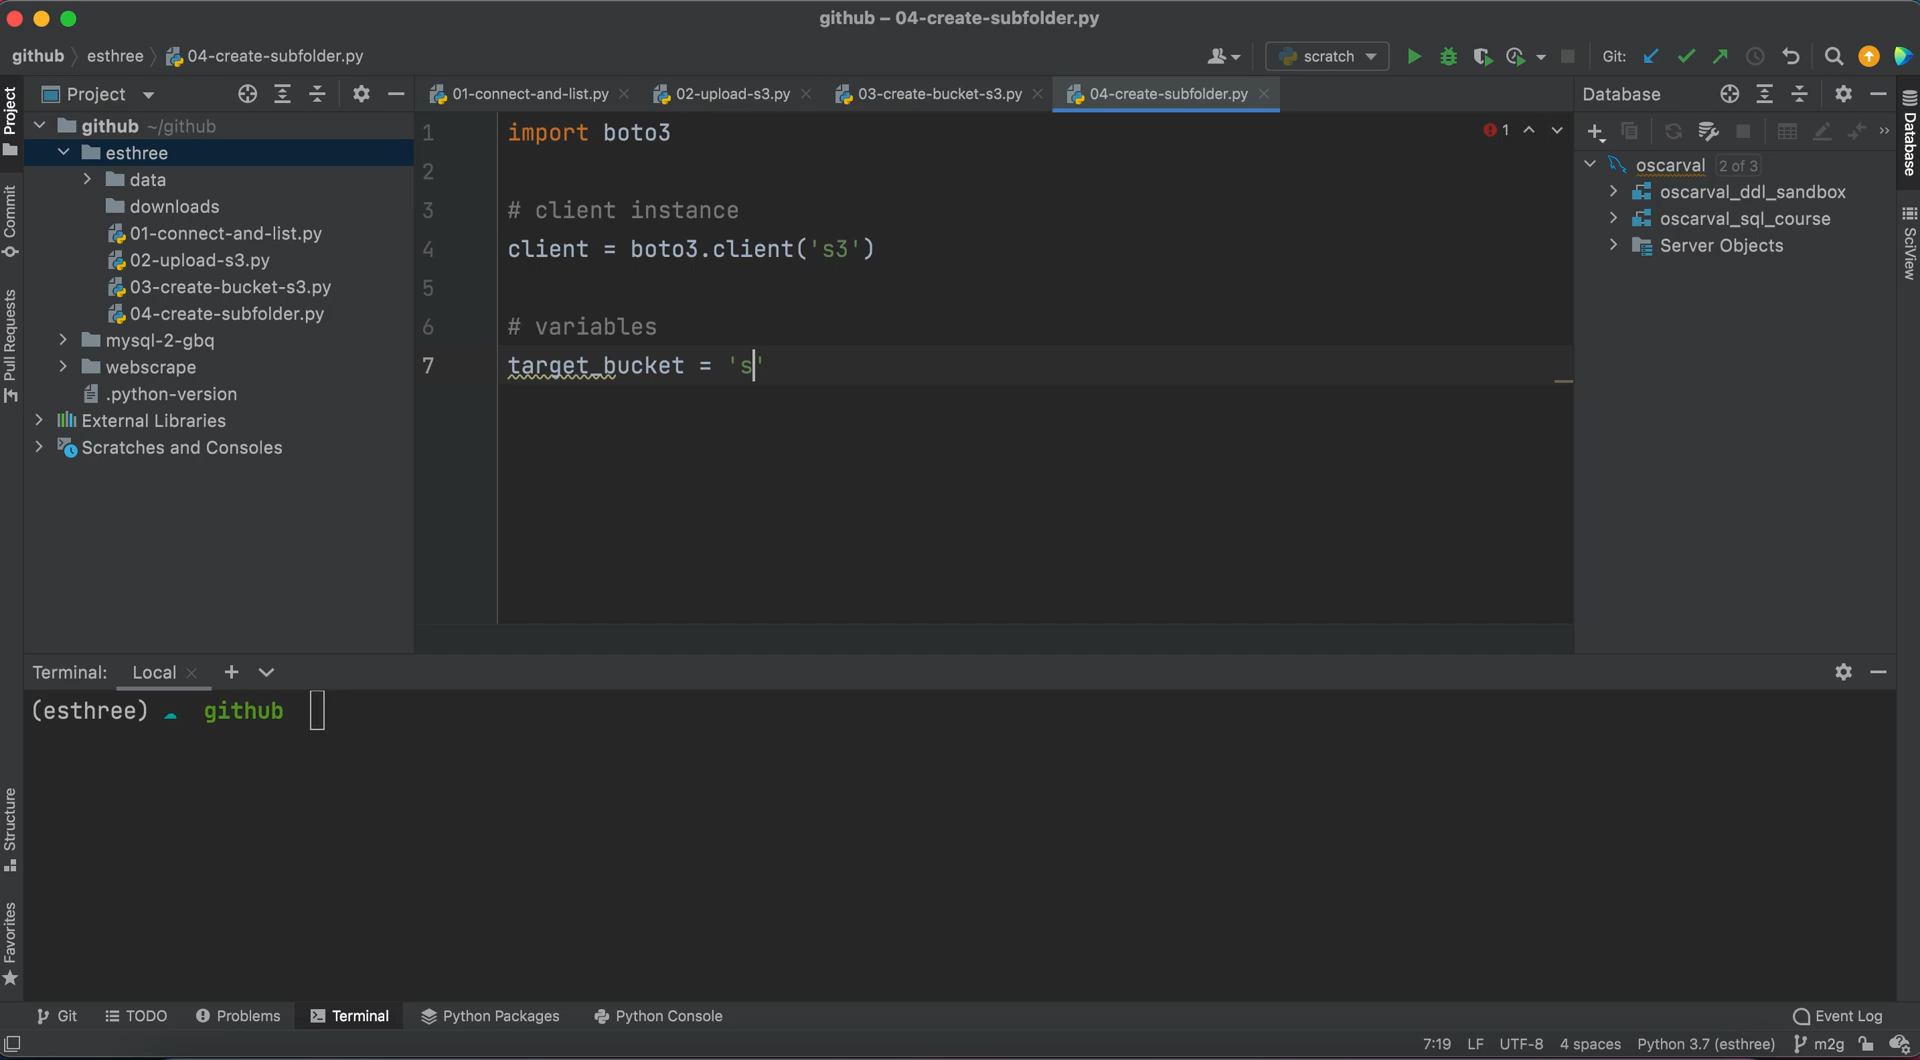 github – 04-create-subfolder.py
github esthree 04-create-subfolder.py
scratch
Git:
Project
01-connect-and-list.py
02-upload-s3.py
03-create-bucket-s3.py
04-create-subfolder.py
Database
github ~/github
esthree
data
downloads
01-connect-and-list.py
02-upload-s3.py
03-create-bucket-s3.py
04-create-subfolder.py
mysql-2-gbq
webscrape
.python-version
External Libraries
Scratches and Consoles
1 import boto3
2
3 # client instance
4 client = boto3.client('s3')
5
6 # variables
7 target_bucket = 's'
1
oscarval 2 of 3
oscarval_ddl_sandbox
oscarval_sql_course
Server Objects
Project
Commit
Pull Requests
Structure
Favorites
Database
SciView
Terminal: Local
(esthree) github
Git TODO Problems Terminal Python Packages Python Console Event Log
7:19 LF UTF-8 4 spaces Python 3.7 (esthree) m2g